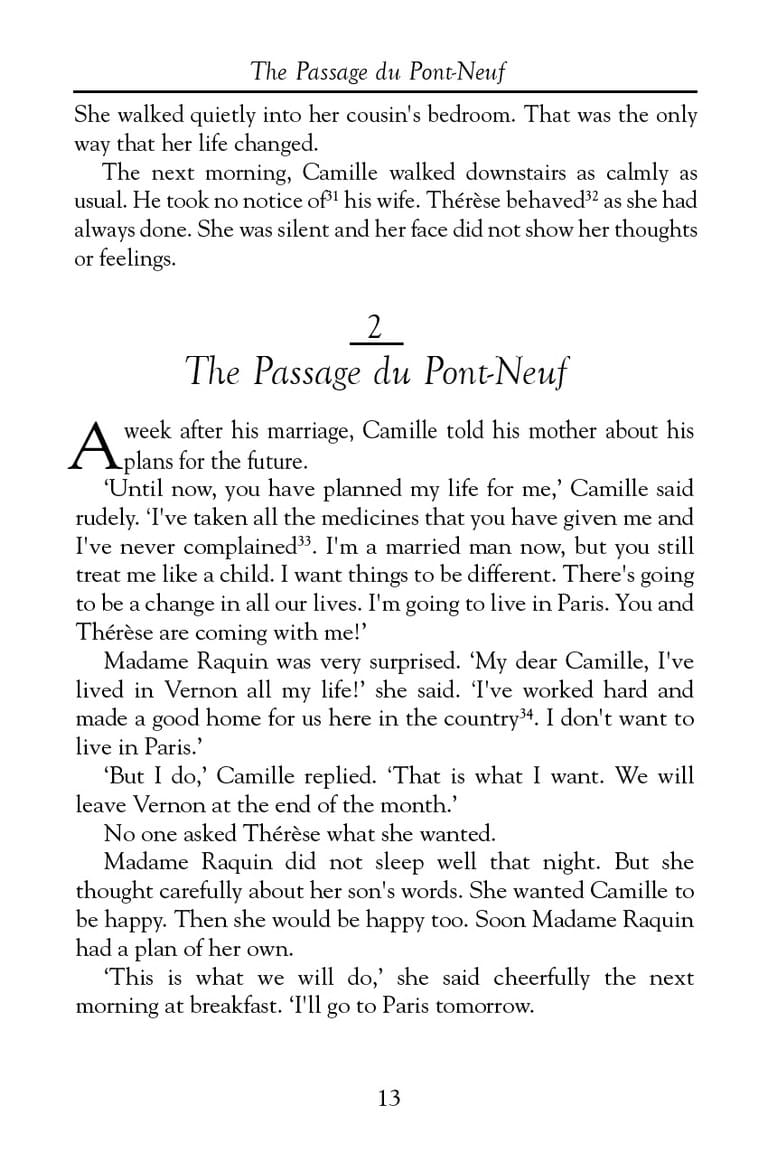 The Passage du Pont-Neuf
She walked quietly into her cousin's bedroom. That was the only
way that her life changed.
The next morning, Camille walked downstairs as calmly as
usual. He took no notice of³¹ his wife. Thérèse behaved³² as she had
always done. She was silent and her face did not show her thoughts
or feelings.
2
The Passage du Pont-Neuf
A week after his marriage, Camille told his mother about his
plans for the future.
‘Until now, you have planned my life for me,’ Camille said
rudely. ‘I've taken all the medicines that you have given me and
I've never complained³³. I'm a married man now, but you still
treat me like a child. I want things to be different. There's going
to be a change in all our lives. I'm going to live in Paris. You and
Thérèse are coming with me!’
Madame Raquin was very surprised. ‘My dear Camille, I've
lived in Vernon all my life!’ she said. ‘I've worked hard and
made a good home for us here in the country³⁴. I don't want to
live in Paris.’
‘But I do,’ Camille replied. ‘That is what I want. We will
leave Vernon at the end of the month.’
No one asked Thérèse what she wanted.
Madame Raquin did not sleep well that night. But she
thought carefully about her son's words. She wanted Camille to
be happy. Then she would be happy too. Soon Madame Raquin
had a plan of her own.
‘This is what we will do,’ she said cheerfully the next
morning at breakfast. ‘I'll go to Paris tomorrow.
13